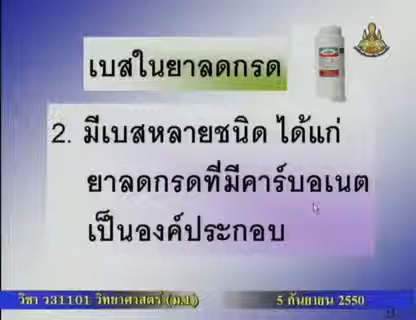 เบสในยาลดกรด
2. มีเบสหลายชนิด ได้แก่
ยาลดกรดที่มีคาร์บอเนต
เป็นองค์ประกอบ
วิชา ว31101 วิทยาศาสตร์ (ม.1) 5 กันยายน 2550